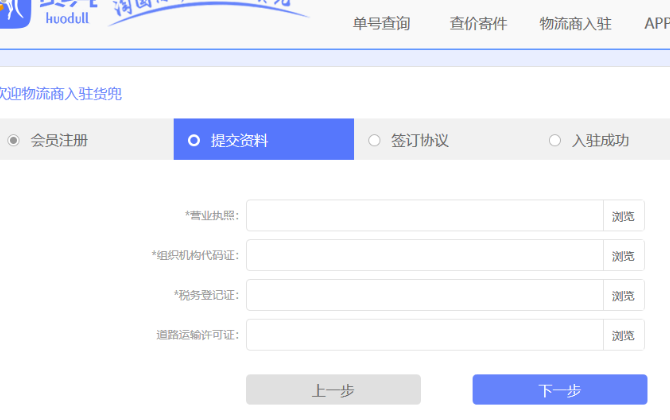 huodull
单号查询 查价寄件 物流商入驻 APP
欢迎物流商入驻货兜
会员注册 提交资料 签订协议 入驻成功
*营业执照： 浏览
*组织机构代码证： 浏览
*税务登记证： 浏览
道路运输许可证： 浏览
上一步 下一步